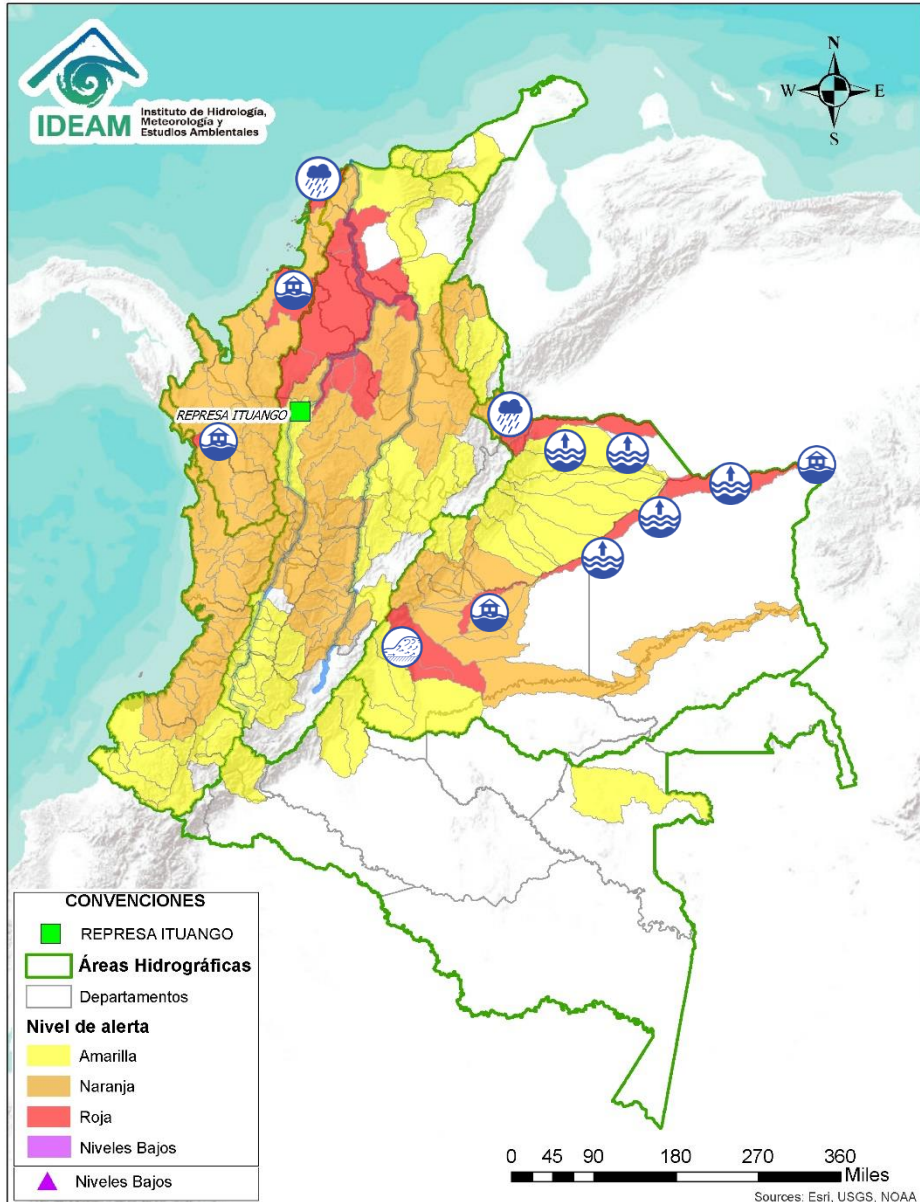 IDEAM
Instituto de Hidrología,
Meteorología y
Estudios Ambientales
N
W
E
S
REPRESA ITUANGO
CONVENCIONES
REPRESA ITUANGO
Áreas Hidrográficas
Departamentos
Nivel de alerta
Amarilla
Naranja
Roja
Niveles Bajos
Niveles Bajos
0 45 90 180 270 360
Miles
Sources: Esri, USGS, NOAA